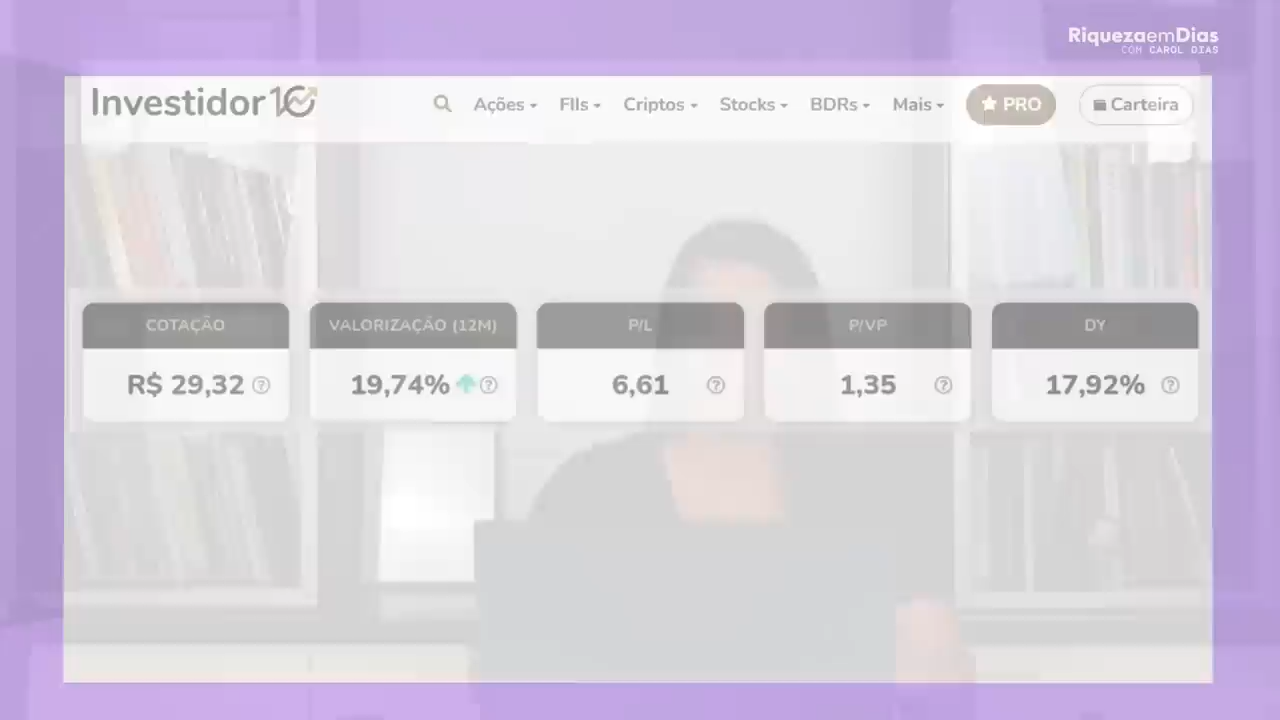 RiquezaemDias
COM CAROL DIAS
Investidor10
Ações
FIIs
Criptos
Stocks
BDRs
Mais
PRO
Carteira
COTAÇÃO
VALORIZAÇÃO (12M)
P/L
P/VP
DY
R$ 29,32
19,74%
6,61
1,35
17,92%